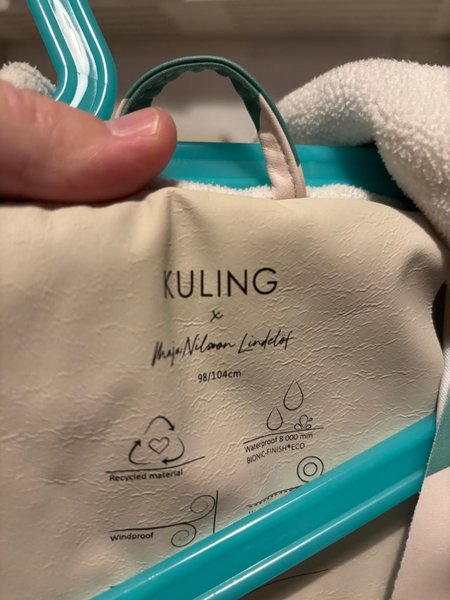 KULING
x
Maja Nilsson Lindelöf
98/104cm
Waterproof 8 000 mm
BIONIC-FINISH®ECO
Recycled material
Windproof